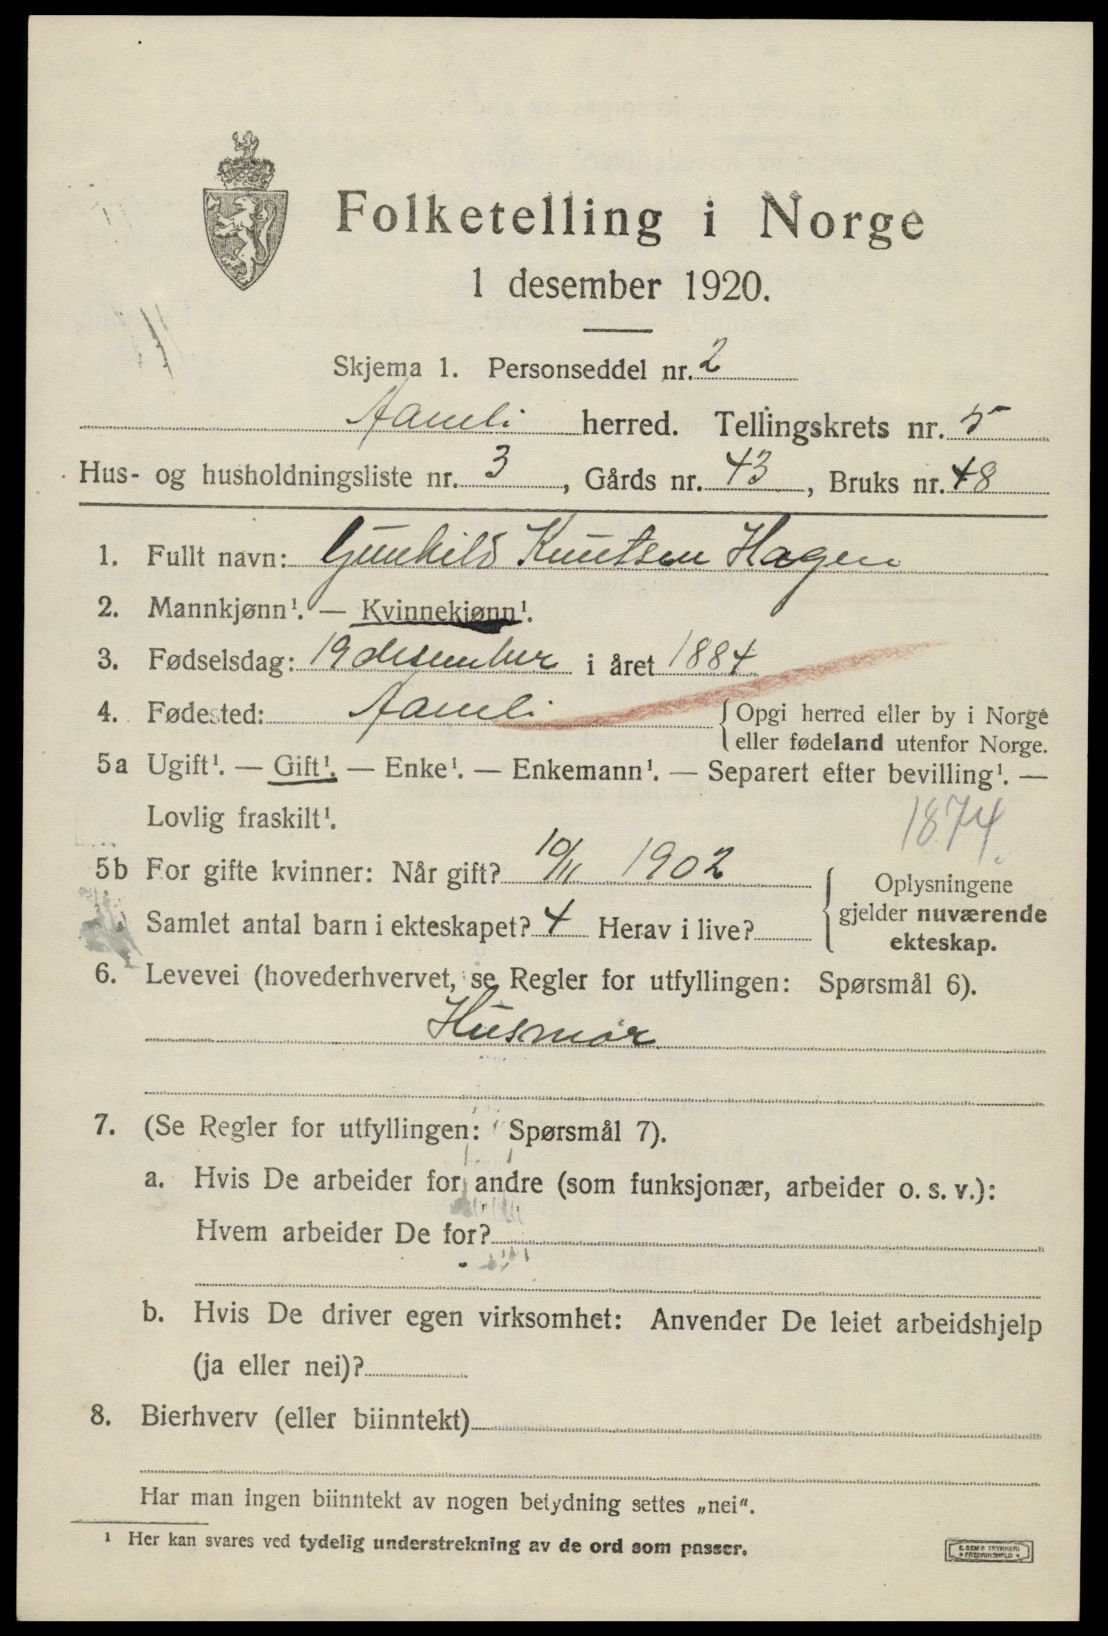 Folketelling i Norge
1 desember 1920.
Skjema 1. Personseddel nr. 2
Aamli herred. Tellingskrets nr. 5
Hus- og husholdningsliste nr. 3, Gårds nr. 43, Bruks nr. 48
1. Fullt navn: Gunhild Knutsen Hagen
2. Mannkjønn¹. — Kvinnekjønn¹.
3. Fødselsdag: 19 desember i året 1884
4. Fødested: Aamli {Opgi herred eller by i Norge
eller fødeland utenfor Norge.
5a Ugift¹. — Gift¹. — Enke¹. — Enkemann¹. — Separert efter bevilling¹. —
Lovlig fraskilt¹.
1874.
5b For gifte kvinner: Når gift? 10/11 1902
Samlet antal barn i ekteskapet? 4 Herav i live?
{Oplysningene
gjelder nuværende
ekteskap.
6. Levevei (hovederhvervet, se Regler for utfyllingen: Spørsmål 6).
Husmor
7. (Se Regler for utfyllingen: Spørsmål 7).
a. Hvis De arbeider for andre (som funksjonær, arbeider o. s. v.):
Hvem arbeider De for?
b. Hvis De driver egen virksomhet: Anvender De leiet arbeidshjelp
(ja eller nei)?
8. Bierhverv (eller biinntekt)
Har man ingen biinntekt av nogen betydning settes „nei".
¹ Her kan svares ved tydelig understrekning av de ord som passer.
E. SEM'S TRYKKERI
FREDRIKSHALD